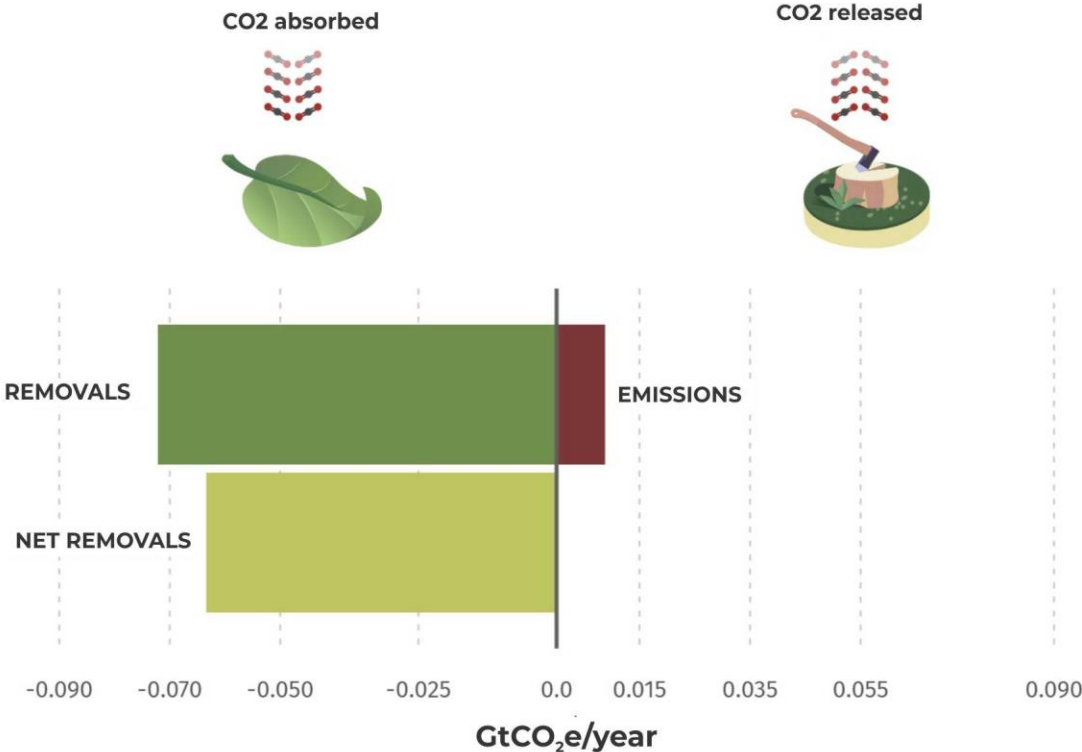 CO2 absorbed
CO2 released
REMOVALS
EMISSIONS
NET REMOVALS
-0.090 -0.070 -0.050 -0.025 0.0 0.015 0.035 0.055 0.090
GtCO₂e/year